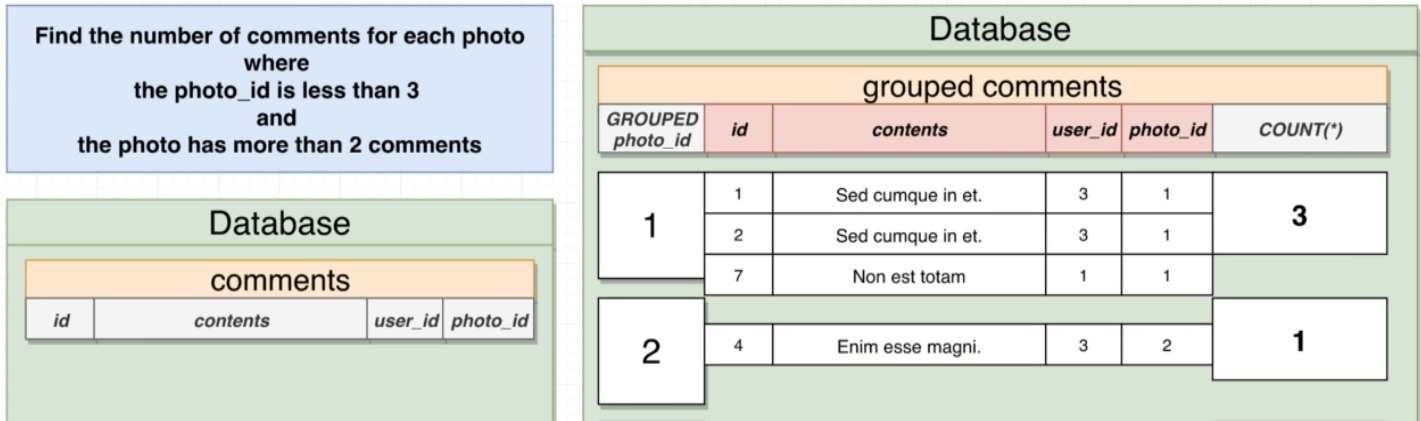 Find the number of comments for each photo
where
the photo_id is less than 3
and
the photo has more than 2 comments
Database
comments
id contents user_id photo_id
Database
grouped comments
GROUPED photo_id id contents user_id photo_id COUNT(*)
1 1 Sed cumque in et. 3 1 3
2 Sed cumque in et. 3 1
7 Non est totam 1 1
2 4 Enim esse magni. 3 2 1